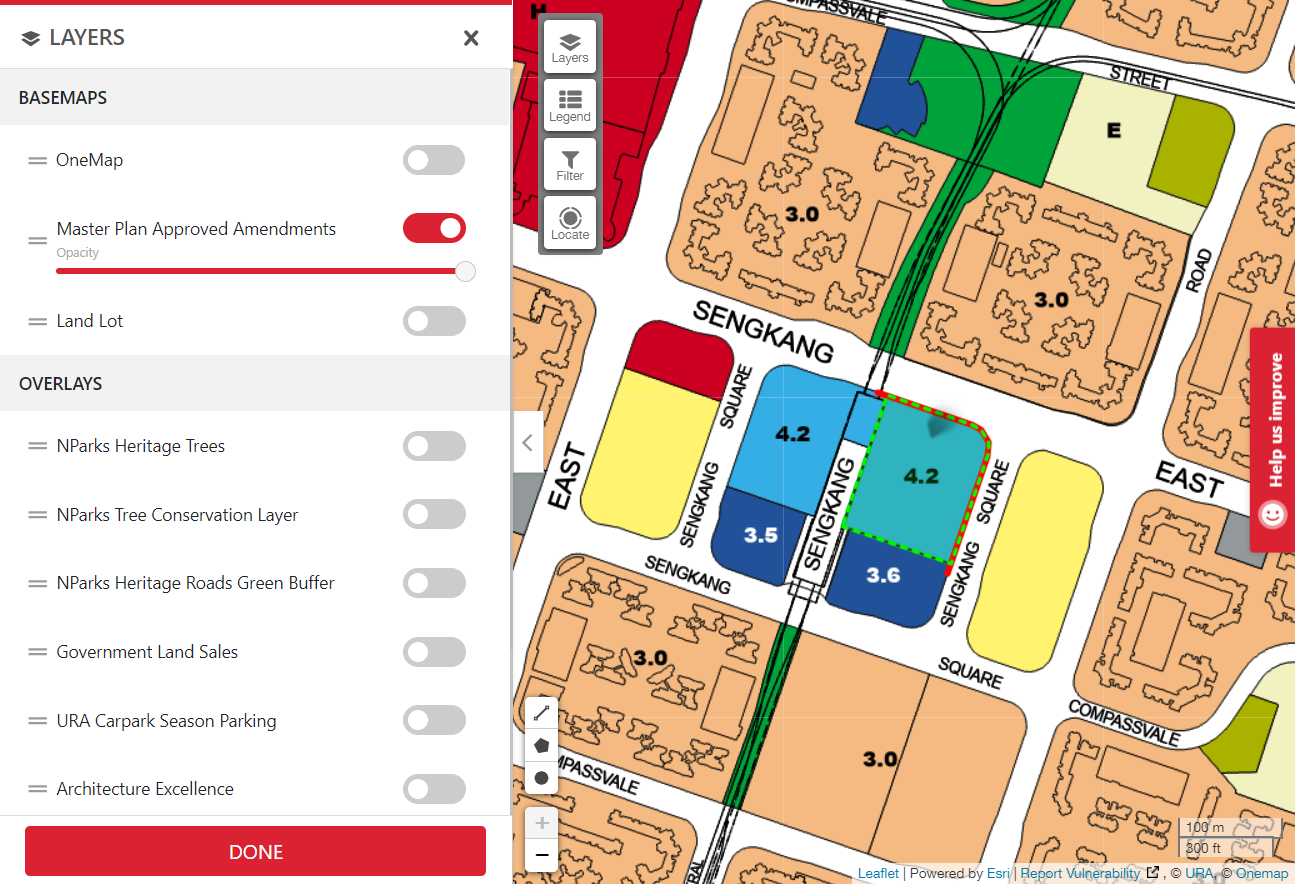 LAYERS
BASEMAPS
OneMap
Master Plan Approved Amendments
Opacity
Land Lot
OVERLAYS
NParks Heritage Trees
NParks Tree Conservation Layer
NParks Heritage Roads Green Buffer
Government Land Sales
URA Carpark Season Parking
Architecture Excellence
DONE
Layers
Legend
Filter
Locate
H
COMPASSVALE
STREET
E
3.0
3.0
ROAD
SENGKANG
SQUARE
4.2
4.2
EAST
SENGKANG
SENGKANG
SQUARE
EAST
3.5
3.6
SENGKANG
SENGKANG
3.0
SQUARE
COMPASSVALE
3.0
MPASSVALE
RAL
Help us improve
100 m
300 ft
+
−
Leaflet | Powered by Esri | Report Vulnerability , © URA, © Onemap